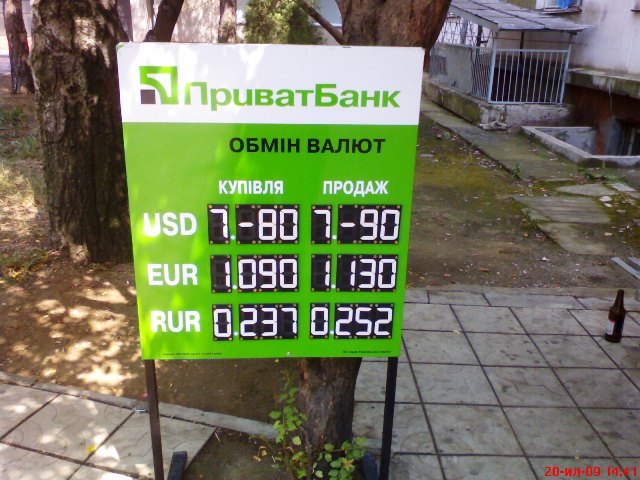 ПриватБанк
ОБМІН ВАЛЮТ
КУПІВЛЯ ПРОДАЖ
USD 7.-80 7.-90
EUR 1.090 1.130
RUR 0.237 0.252
20-ил-09 14:41